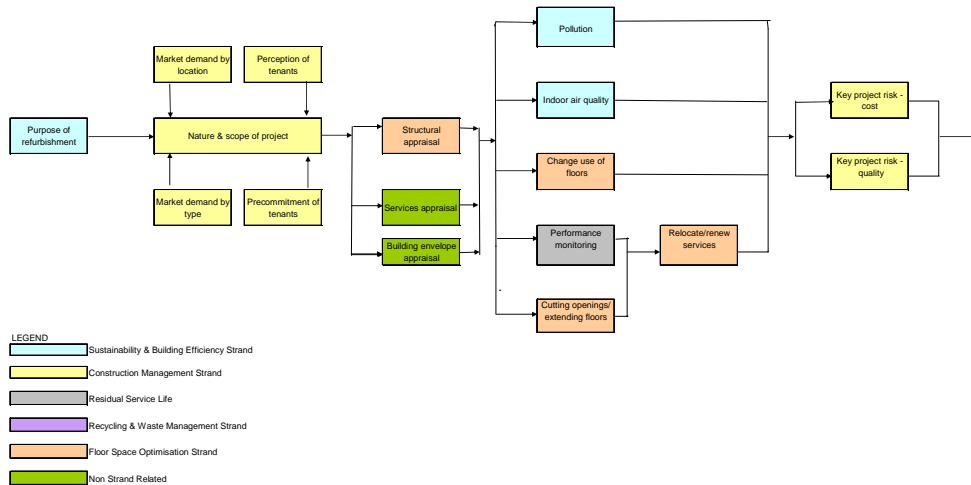 Pollution
Market demand by
location
Perception of
tenants
Indoor air quality
Key project risk -
cost
Purpose of
refurbishment
Nature & scope of project
Structural
appraisal
Change use of
floors
Key project risk -
quality
Market demand by
type
Precommitment of
tenants
Services appraisal
Building envelope
appraisal
Performance
monitoring
Relocate/renew
services
Cutting openings/
extending floors
LEGEND
Sustainability & Building Efficiency Strand
Construction Management Strand
Residual Service Life
Recycling & Waste Management Strand
Floor Space Optimisation Strand
Non Strand Related